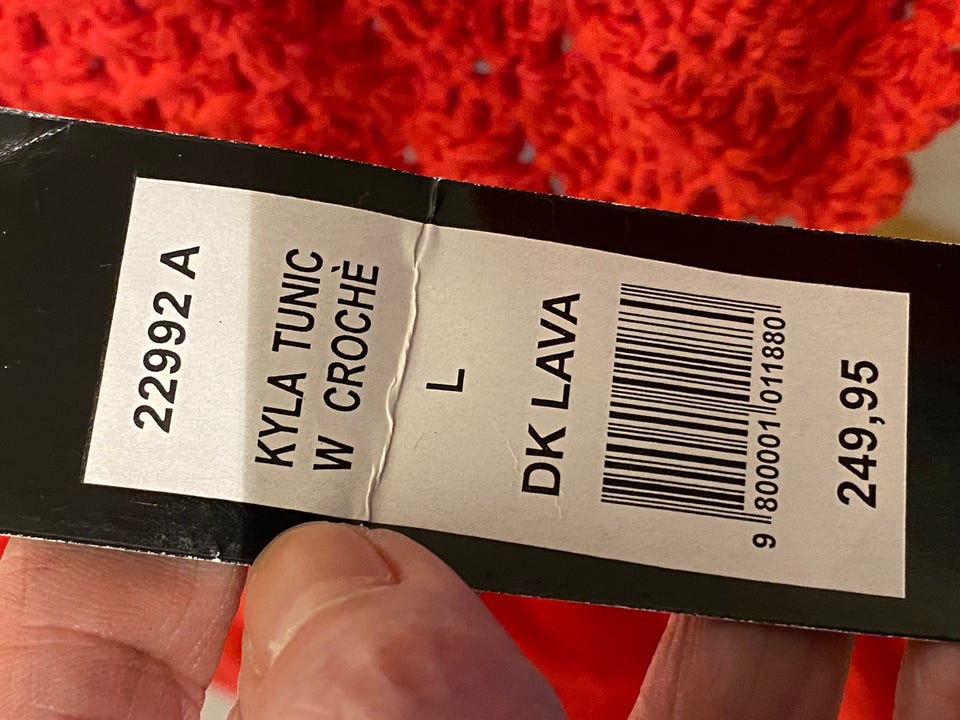 22992 A
KYLA TUNIC
W CROCHÈ
L
DK LAVA
9 800001 011880
249,95